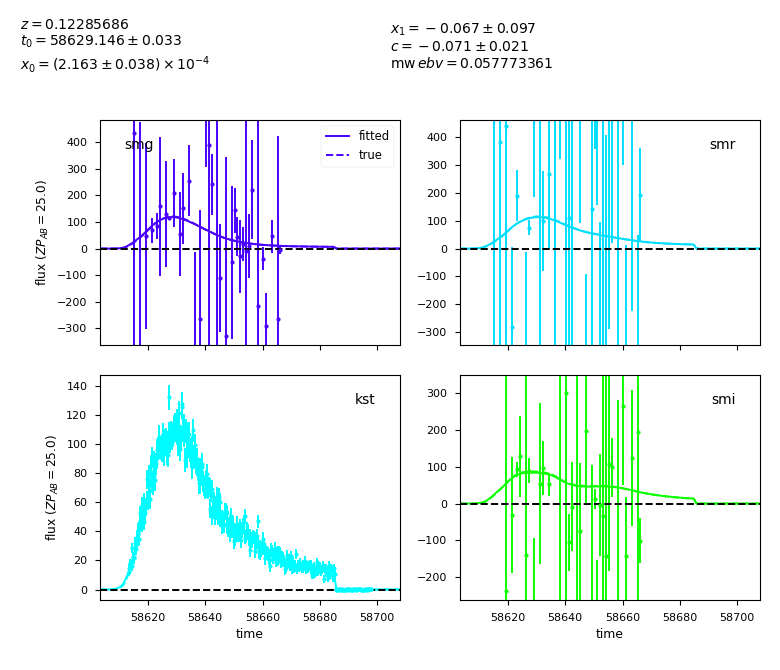 z = 0.12285686
t₀ = 58629.146 ± 0.033
x₀ = (2.163 ± 0.038) × 10⁻⁴
x₁ = −0.067 ± 0.097
c = −0.071 ± 0.021
mw ebv = 0.057773361
smg
fitted
true
400
300
200
100
0
−100
−200
−300
flux (ZP_AB = 25.0)
smr
400
300
200
100
0
−100
−200
−300
kst
140
120
100
80
60
40
20
0
flux (ZP_AB = 25.0)
58620 58640 58660 58680 58700
time
smi
300
200
100
0
−100
−200
58620 58640 58660 58680 58700
time